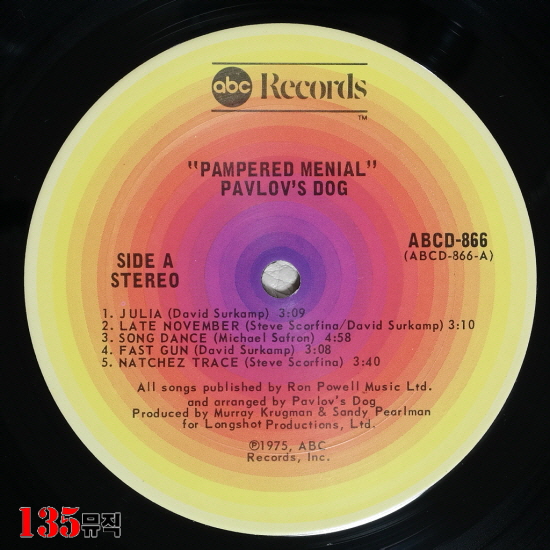 abc Records
TM
"PAMPERED MENIAL"
PAVLOV'S DOG
SIDE A
STEREO
ABCD-866
(ABCD-866-A)
1. JULIA (David Surkamp) 3:09
2. LATE NOVEMBER (Steve Scorfina/David Surkamp) 3:10
3. SONG DANCE (Michael Safron) 4:58
4. FAST GUN (David Surkamp) 3:08
5. NATCHEZ TRACE (Steve Scorfina) 3:40
All songs published by Ron Powell Music Ltd.
and arranged by Pavlov's Dog
Produced by Murray Krugman & Sandy Pearlman
for Longshot Productions, Ltd.
℗1975, ABC
Records, Inc.
135뮤직